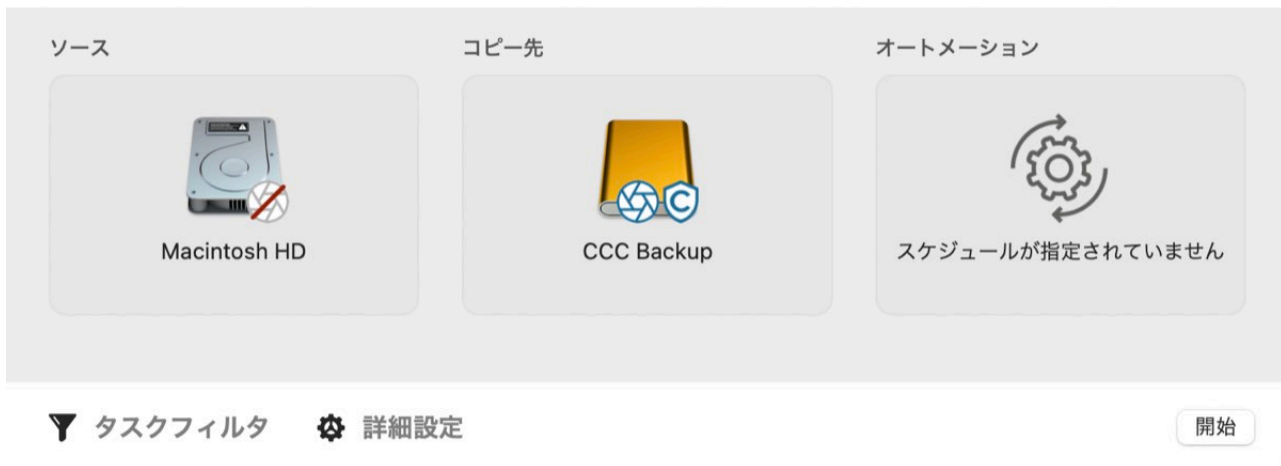 ソース
コピー先
オートメーション
Macintosh HD
CCC Backup
スケジュールが指定されていません
タスクフィルタ
詳細設定
開始